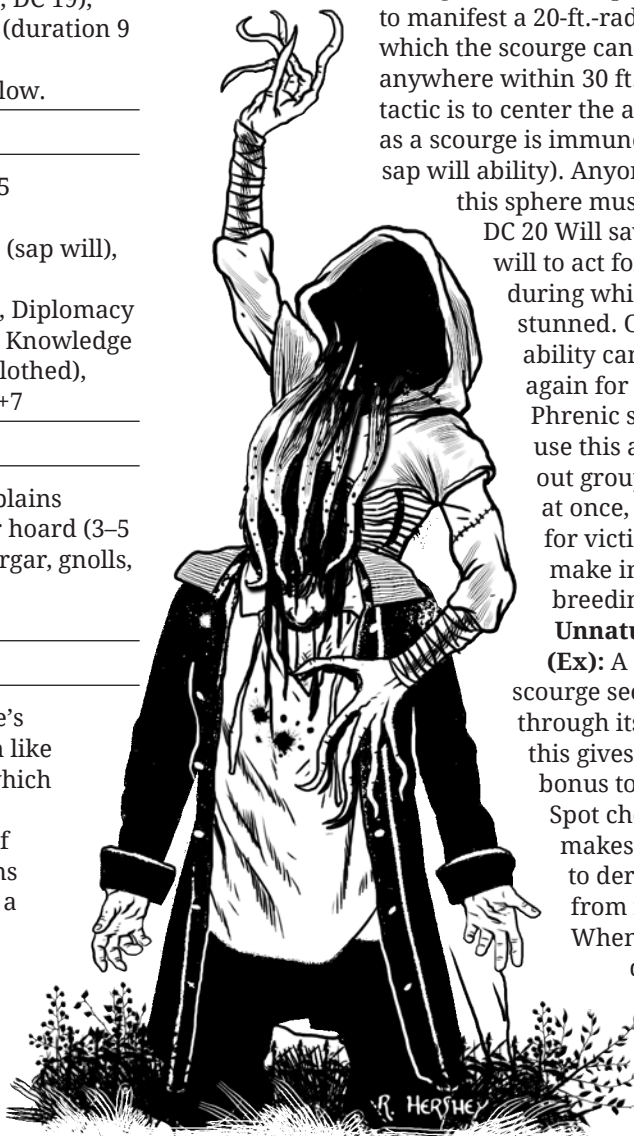 , DC 19),
(duration 9
low.
5
(sap will),
, Diplomacy
Knowledge
lothed),
+7
plains
r hoard (3–5
rgar, gnolls,
e’s
n like
which
f
ns
a
to manifest a 20-ft.-rad
which the scourge can
anywhere within 30 ft.
tactic is to center the a
as a scourge is immun
sap will ability). Anyon
this sphere mus
DC 20 Will sav
will to act fo
during whi
stunned. O
ability can
again for
Phrenic s
use this a
out group
at once,
for victi
make in
breedin
Unnatu
(Ex): A
scourge see
through its
this gives
bonus to
Spot che
makes
to der
from
When
R. HERSHEY